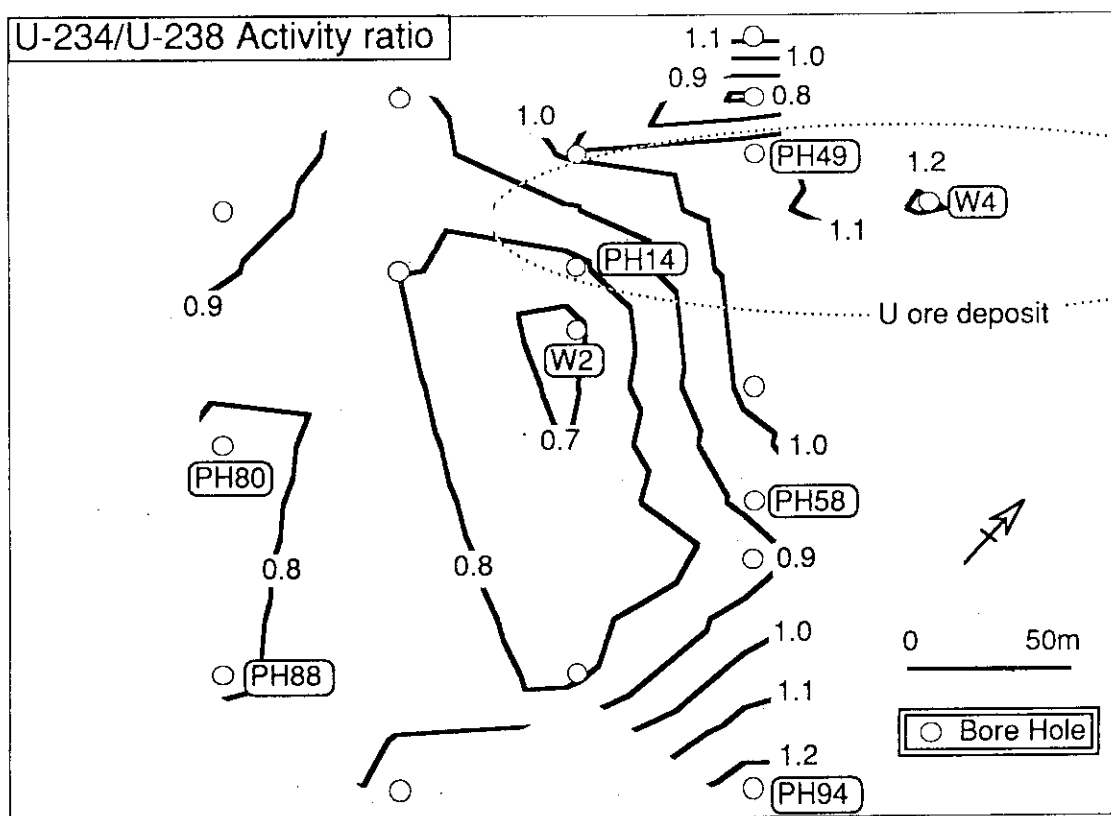 U-234/U-238 Activity ratio
1.1
1.0
0.9
0.8
1.0
PH49
1.2
W4
1.1
PH14
0.9
U ore deposit
W2
0.7
1.0
PH80
PH58
0.8
0.8
0.9
1.0
0 50m
PH88
1.1
Bore Hole
1.2
PH94